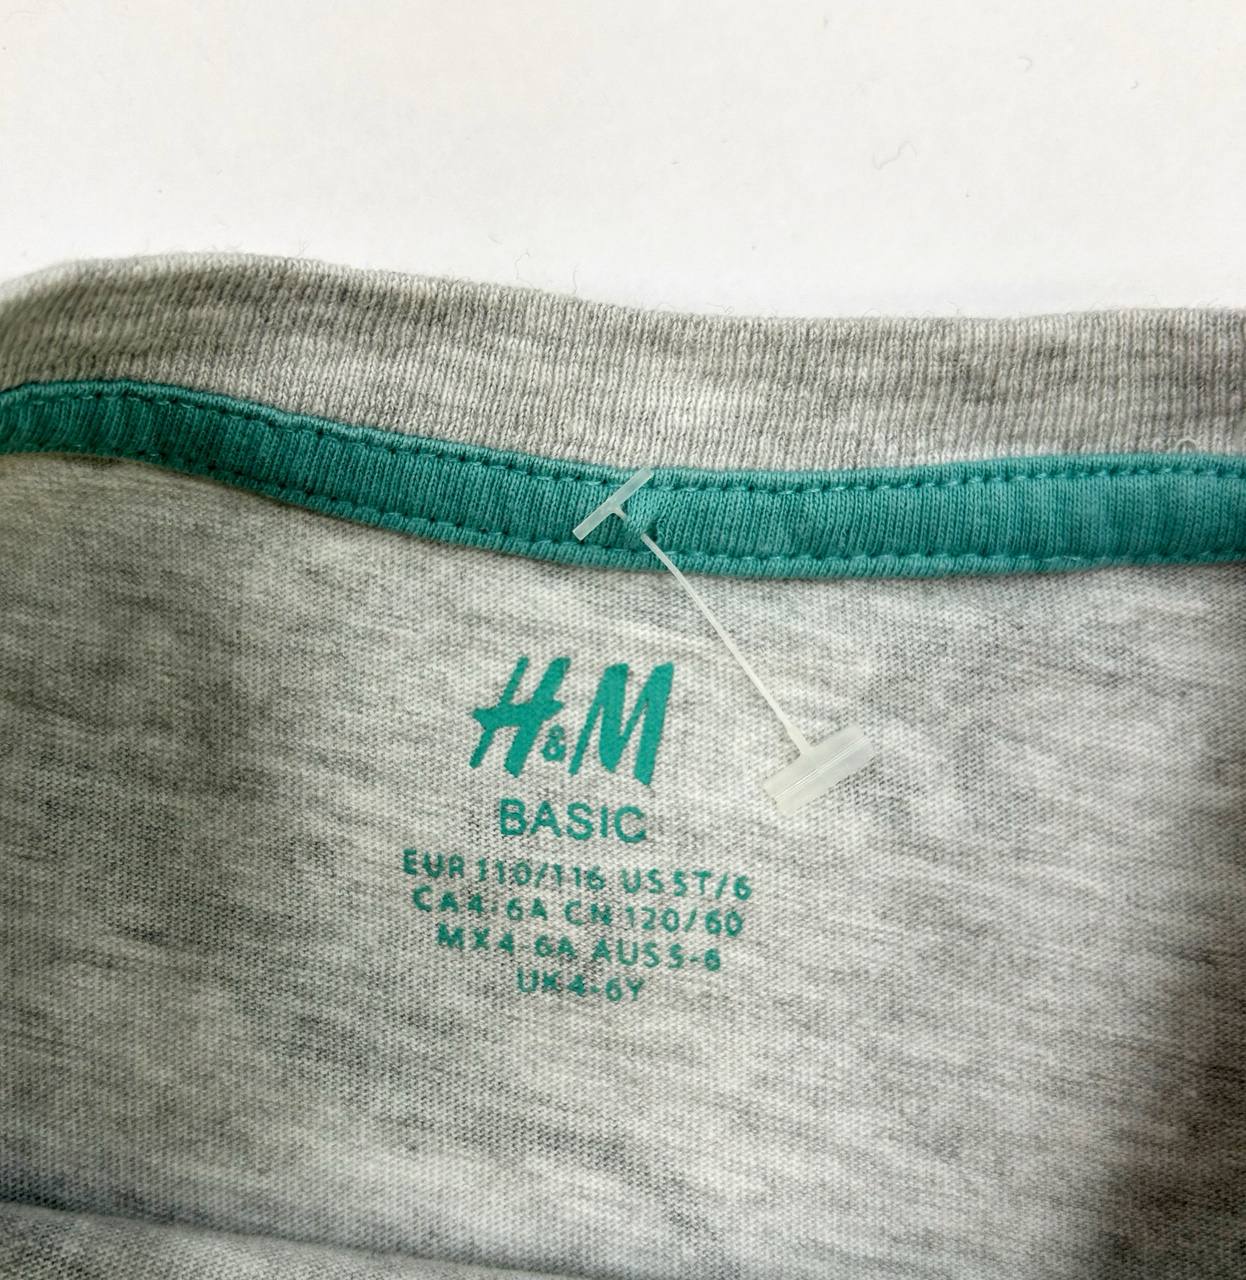 H&M
BASIC
EUR 110/116 US 5T/6
CA 4/6A CN 120/60
MX 4-6A AUS 5-6
UK 4-6Y